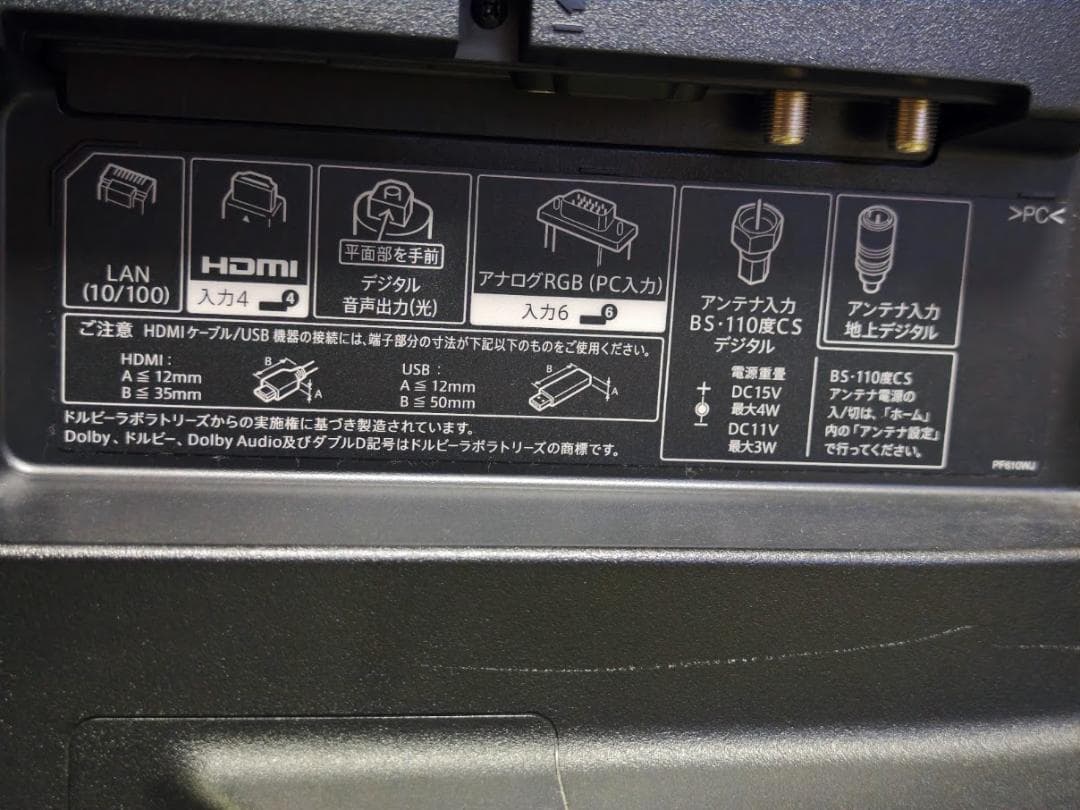 LAN
(10/100)
HDMI
入力4
4
平面部を手前
デジタル
音声出力(光)
アナログRGB (PC入力)
入力6
6
アンテナ入力
BS・110度CS
デジタル
アンテナ入力
地上デジタル
>PC<
ご注意 HDMIケーブル/USB 機器の接続には、端子部分の寸法が下記以下のものをご使用ください。
HDMI:
A≦12mm
B≦35mm
B
A
USB:
A≦12mm
B≦50mm
B
A
電源重畳
DC15V
最大4W
DC11V
最大3W
BS・110度CS
アンテナ電源の
入/切は、「ホーム」
内の「アンテナ設定」
で行ってください。
ドルビーラボラトリーズからの実施権に基づき製造されています。
Dolby、ドルビー、Dolby Audio及びダブルD記号はドルビーラボラトリーズの商標です。
PF610WJ